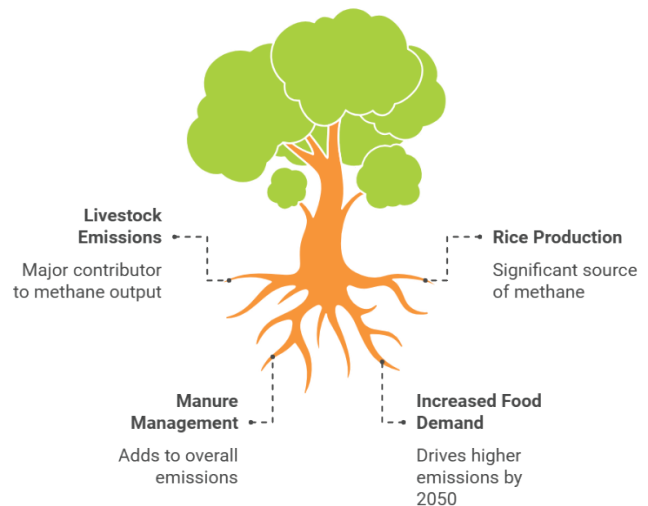 Livestock
Emissions
Major contributor
to methane output
Rice Production
Significant source
of methane
Manure
Management
Adds to overall
emissions
Increased Food
Demand
Drives higher
emissions by
2050